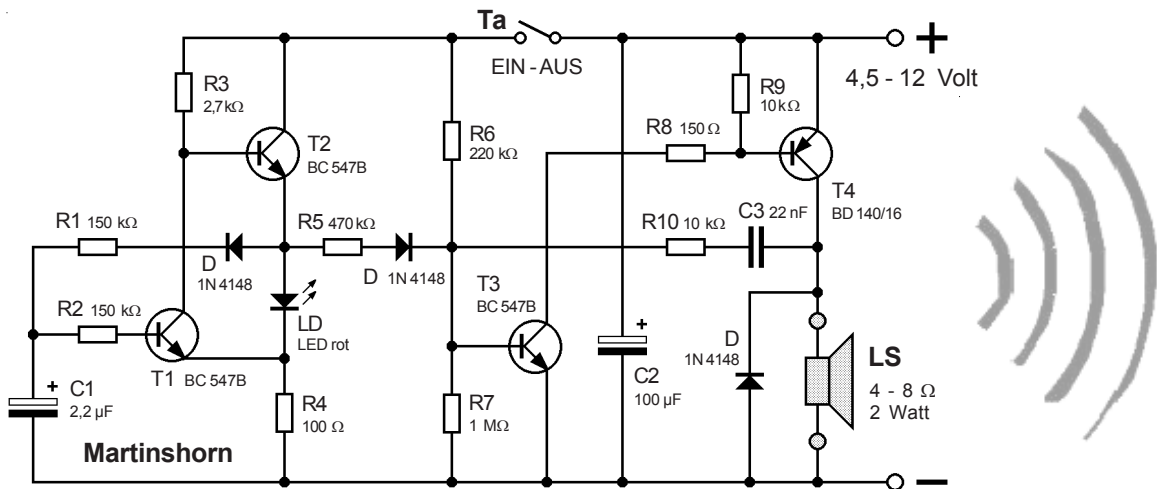 Ta
EIN - AUS
+
4,5 - 12 Volt
R3
2,7kΩ
T2
BC 547B
R6
220 kΩ
R9
10kΩ
R8 150 Ω
T4
BD 140/16
R1 150 kΩ
D
1N 4148
R5 470 kΩ
D 1N 4148
R10 10 kΩ
C3 22 nF
R2 150 kΩ
T1 BC 547B
LD
LED rot
T3
BC 547B
+
C1
2,2 µF
R4
100 Ω
R7
1 MΩ
+
C2
100 µF
D
1N 4148
LS
4 - 8 Ω
2 Watt
Martinshorn
−